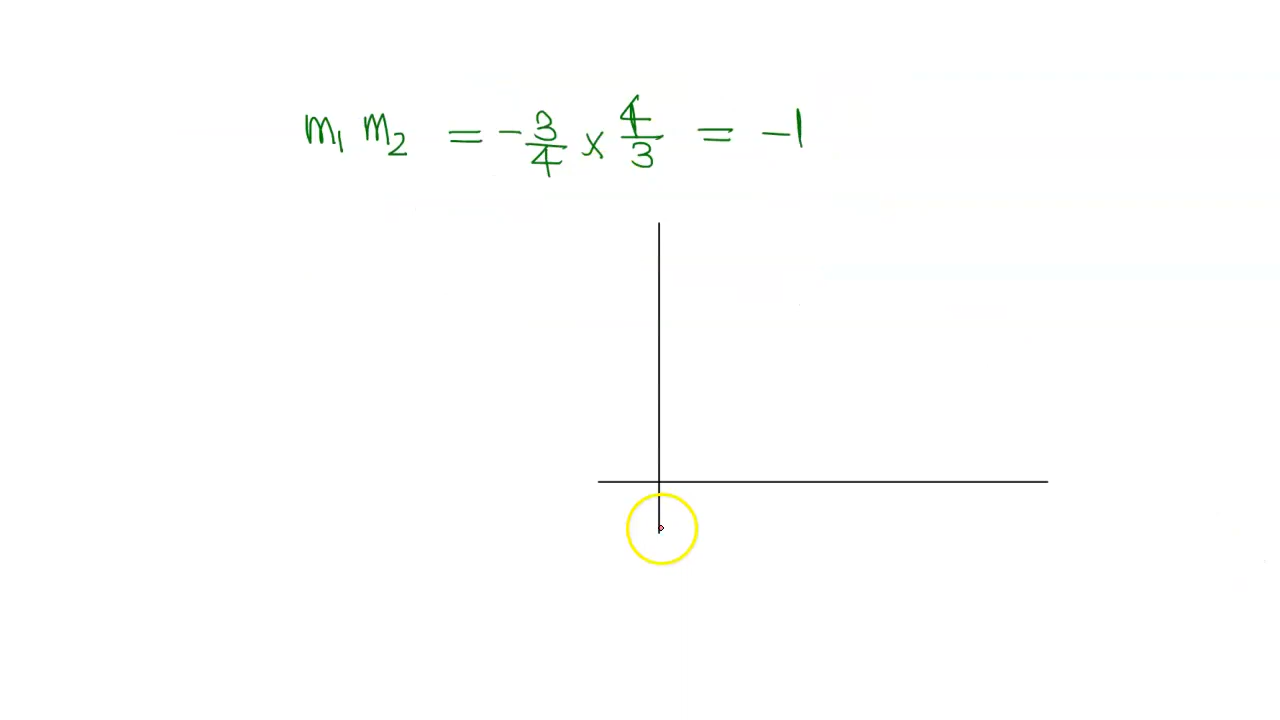 m₁ m₂ = -3/4 × 4/3 = -1